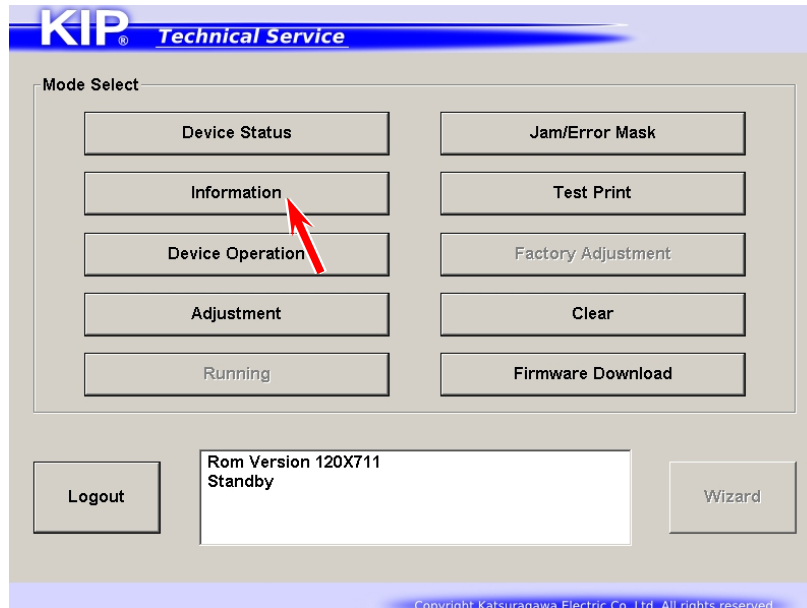 KIP® Technical Service
Mode Select
Device Status
Jam/Error Mask
Information
Test Print
Device Operation
Factory Adjustment
Adjustment
Clear
Running
Firmware Download
Logout
Rom Version 120X711
Standby
Wizard
Copyright Katsuragawa Electric Co. Ltd. All rights reserved.